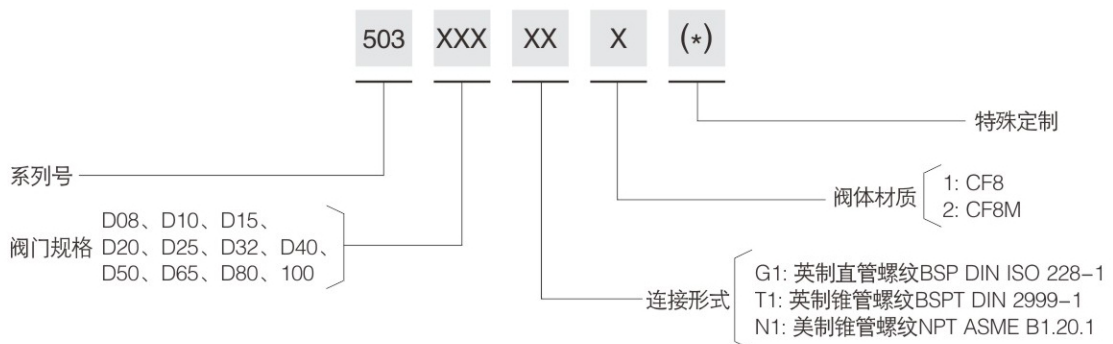 503 XXX XX X (*)
特殊定制
系列号
阀体材质
1: CF8
2: CF8M
阀门规格
D08、D10、D15、
D20、D25、D32、D40、
D50、D65、D80、100
连接形式
G1: 英制直管螺纹BSP DIN ISO 228-1
T1: 英制锥管螺纹BSPT DIN 2999-1
N1: 美制锥管螺纹NPT ASME B1.20.1